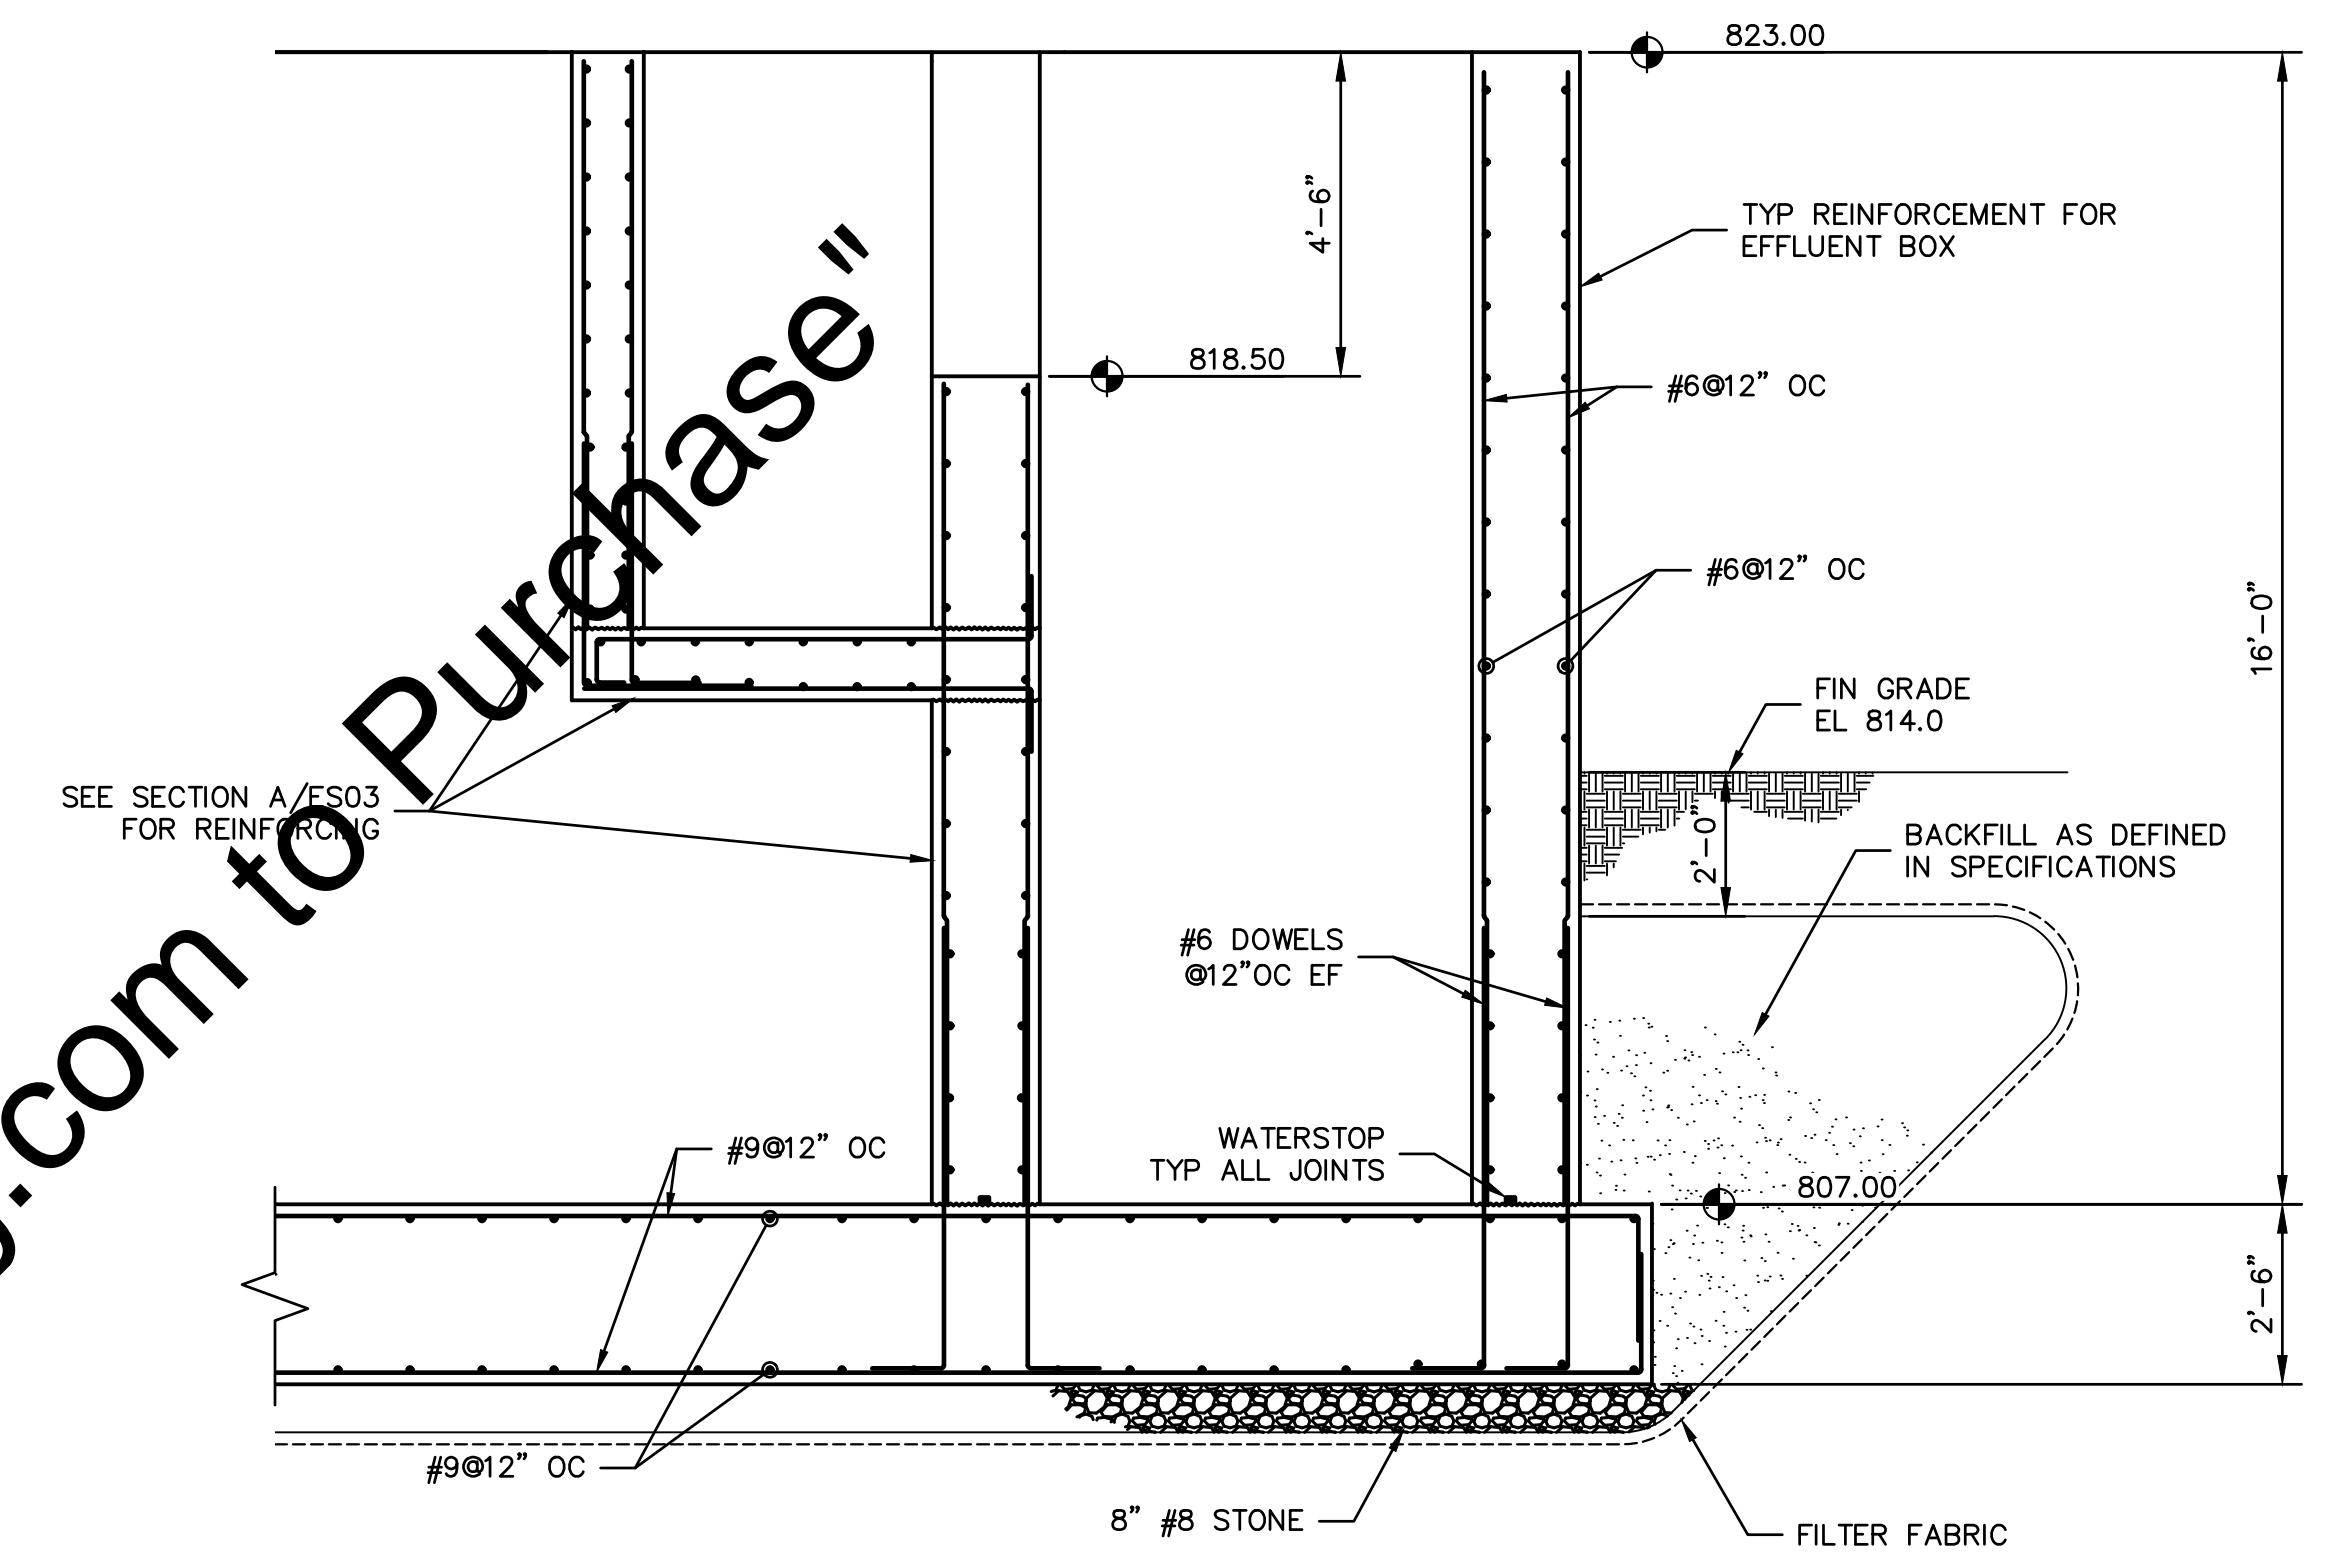 823.00
4'-6"
TYP REINFORCEMENT FOR
EFFLUENT BOX
818.50
#6@12" OC
#6@12" OC
16'-0"
FIN GRADE
EL 814.0
SEE SECTION A/ES03
FOR REINFORCING
2'-0"
BACKFILL AS DEFINED
IN SPECIFICATIONS
#6 DOWELS
@12"OC EF
#9@12" OC
WATERSTOP
TYP ALL JOINTS
807.00
2'-6"
#9@12" OC
8" #8 STONE
FILTER FABRIC
.com to Purchase"